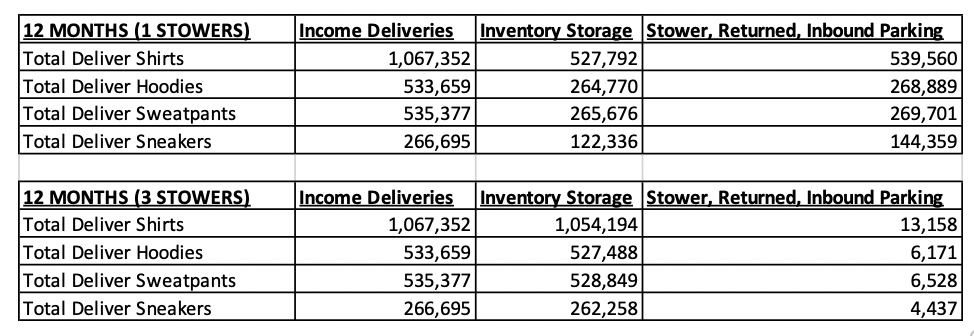 12 MONTHS (1 STOWERS) Income Deliveries Inventory Storage Stower, Returned, Inbound Parking
Total Deliver Shirts 1,067,352 527,792 539,560
Total Deliver Hoodies 533,659 264,770 268,889
Total Deliver Sweatpants 535,377 265,676 269,701
Total Deliver Sneakers 266,695 122,336 144,359
12 MONTHS (3 STOWERS) Income Deliveries Inventory Storage Stower, Returned, Inbound Parking
Total Deliver Shirts 1,067,352 1,054,194 13,158
Total Deliver Hoodies 533,659 527,488 6,171
Total Deliver Sweatpants 535,377 528,849 6,528
Total Deliver Sneakers 266,695 262,258 4,437